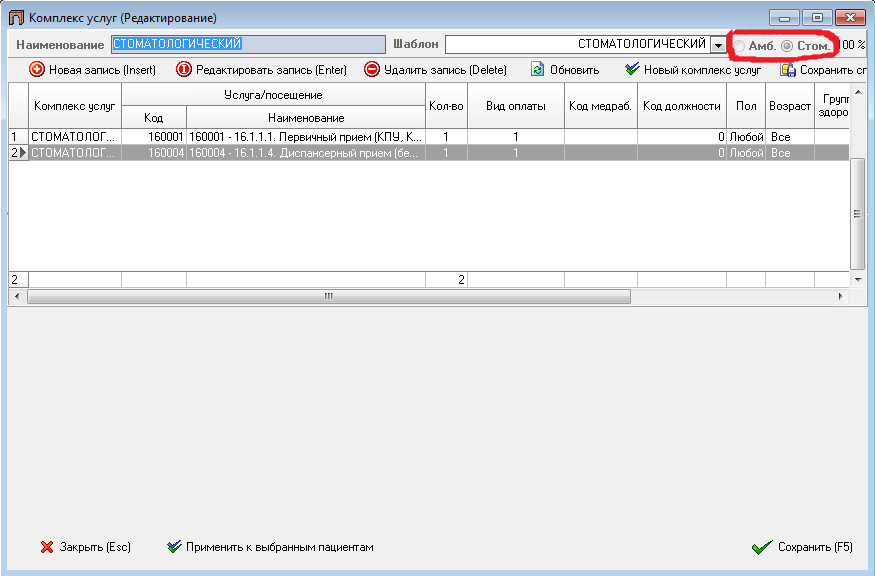 Комплекс услуг (Редактирование)
Наименование СТОМАТОЛОГИЧЕСКИЙ Шаблон СТОМАТОЛОГИЧЕСКИЙ Амб. Стом. 00 %
Новая запись (Insert) Редактировать запись (Enter) Удалить запись (Delete) Обновить Новый комплекс услуг Сохранить сп
Комплекс услуг Услуга/посещение Кол-во Вид оплаты Код медраб. Код должности Пол Возраст Групп
здоро
Код Наименование
1 СТОМАТОЛОГ... 160001 160001 - 16.1.1.1. Первичный прием (КПУ, К... 1 1 0 Любой Все
2 СТОМАТОЛОГ... 160004 160004 - 16.1.1.4. Диспансерный прием (бе... 1 1 0 Любой Все
2 2
Закрыть (Esc) Применить к выбранным пациентам Сохранить (F5)